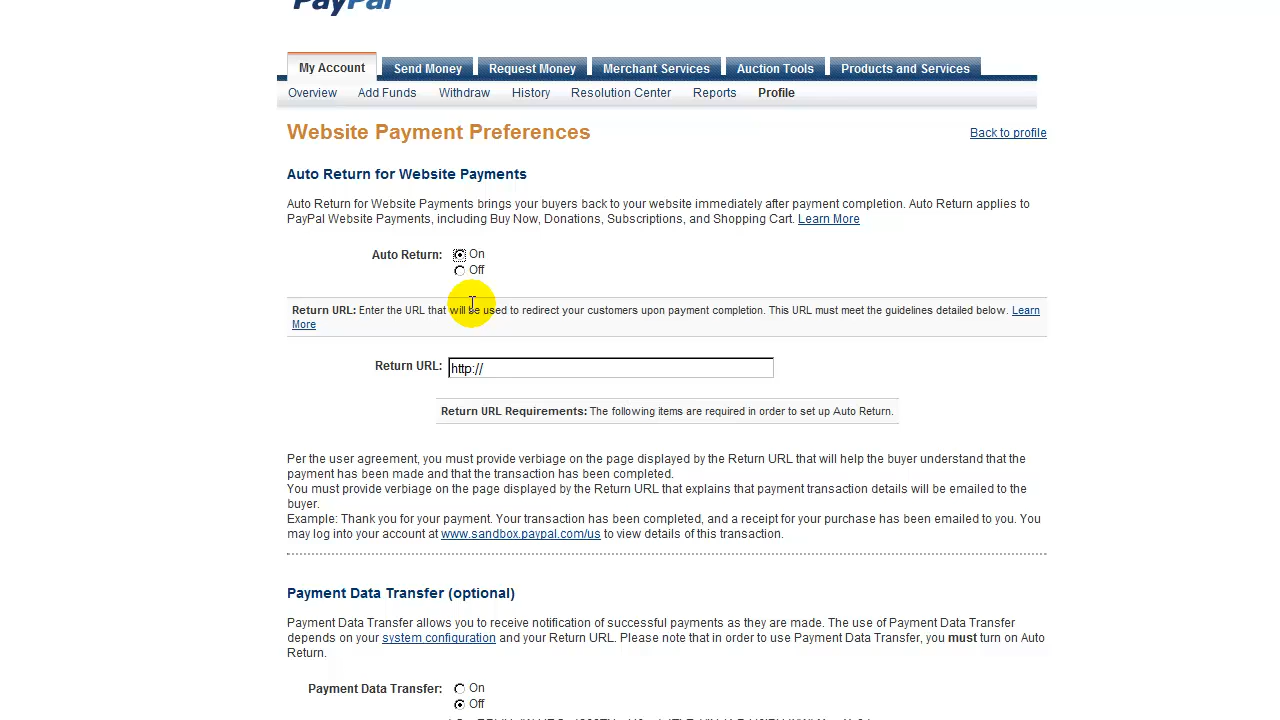 PayPal
My Account Send Money Request Money Merchant Services Auction Tools Products and Services
Overview Add Funds Withdraw History Resolution Center Reports Profile
Website Payment Preferences Back to profile
Auto Return for Website Payments
Auto Return for Website Payments brings your buyers back to your website immediately after payment completion. Auto Return applies to
PayPal Website Payments, including Buy Now, Donations, Subscriptions, and Shopping Cart. Learn More
Auto Return: On
Off
Return URL: Enter the URL that will be used to redirect your customers upon payment completion. This URL must meet the guidelines detailed below. Learn
More
Return URL: http://
Return URL Requirements: The following items are required in order to set up Auto Return.
Per the user agreement, you must provide verbiage on the page displayed by the Return URL that will help the buyer understand that the
payment has been made and that the transaction has been completed.
You must provide verbiage on the page displayed by the Return URL that explains that payment transaction details will be emailed to the
buyer.
Example: Thank you for your payment. Your transaction has been completed, and a receipt for your purchase has been emailed to you. You
may log into your account at www.sandbox.paypal.com/us to view details of this transaction.
Payment Data Transfer (optional)
Payment Data Transfer allows you to receive notification of successful payments as they are made. The use of Payment Data Transfer
depends on your system configuration and your Return URL. Please note that in order to use Payment Data Transfer, you must turn on Auto
Return.
Payment Data Transfer: On
Off